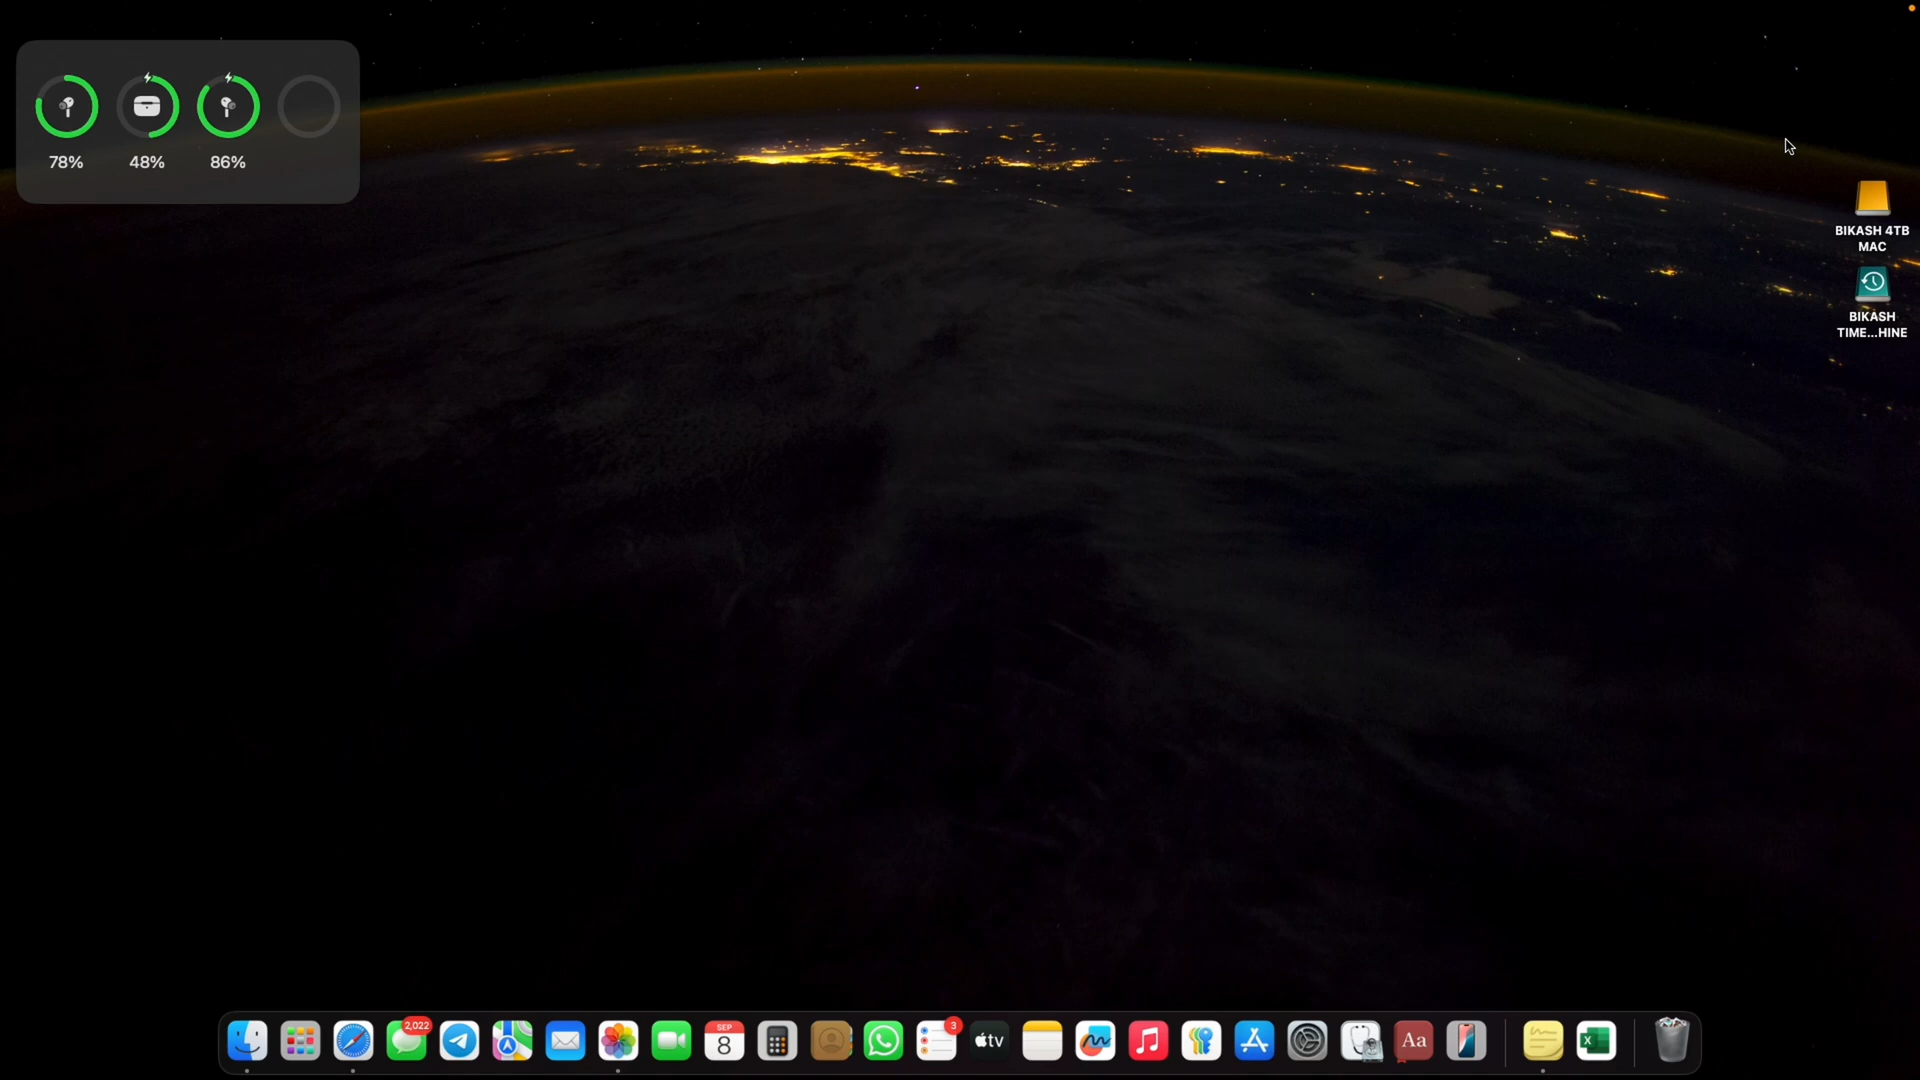 78%
48%
86%
BIKASH 4TB
MAC
BIKASH
TIME...HINE
2,022
SEP
8
3
tv
Aa
X